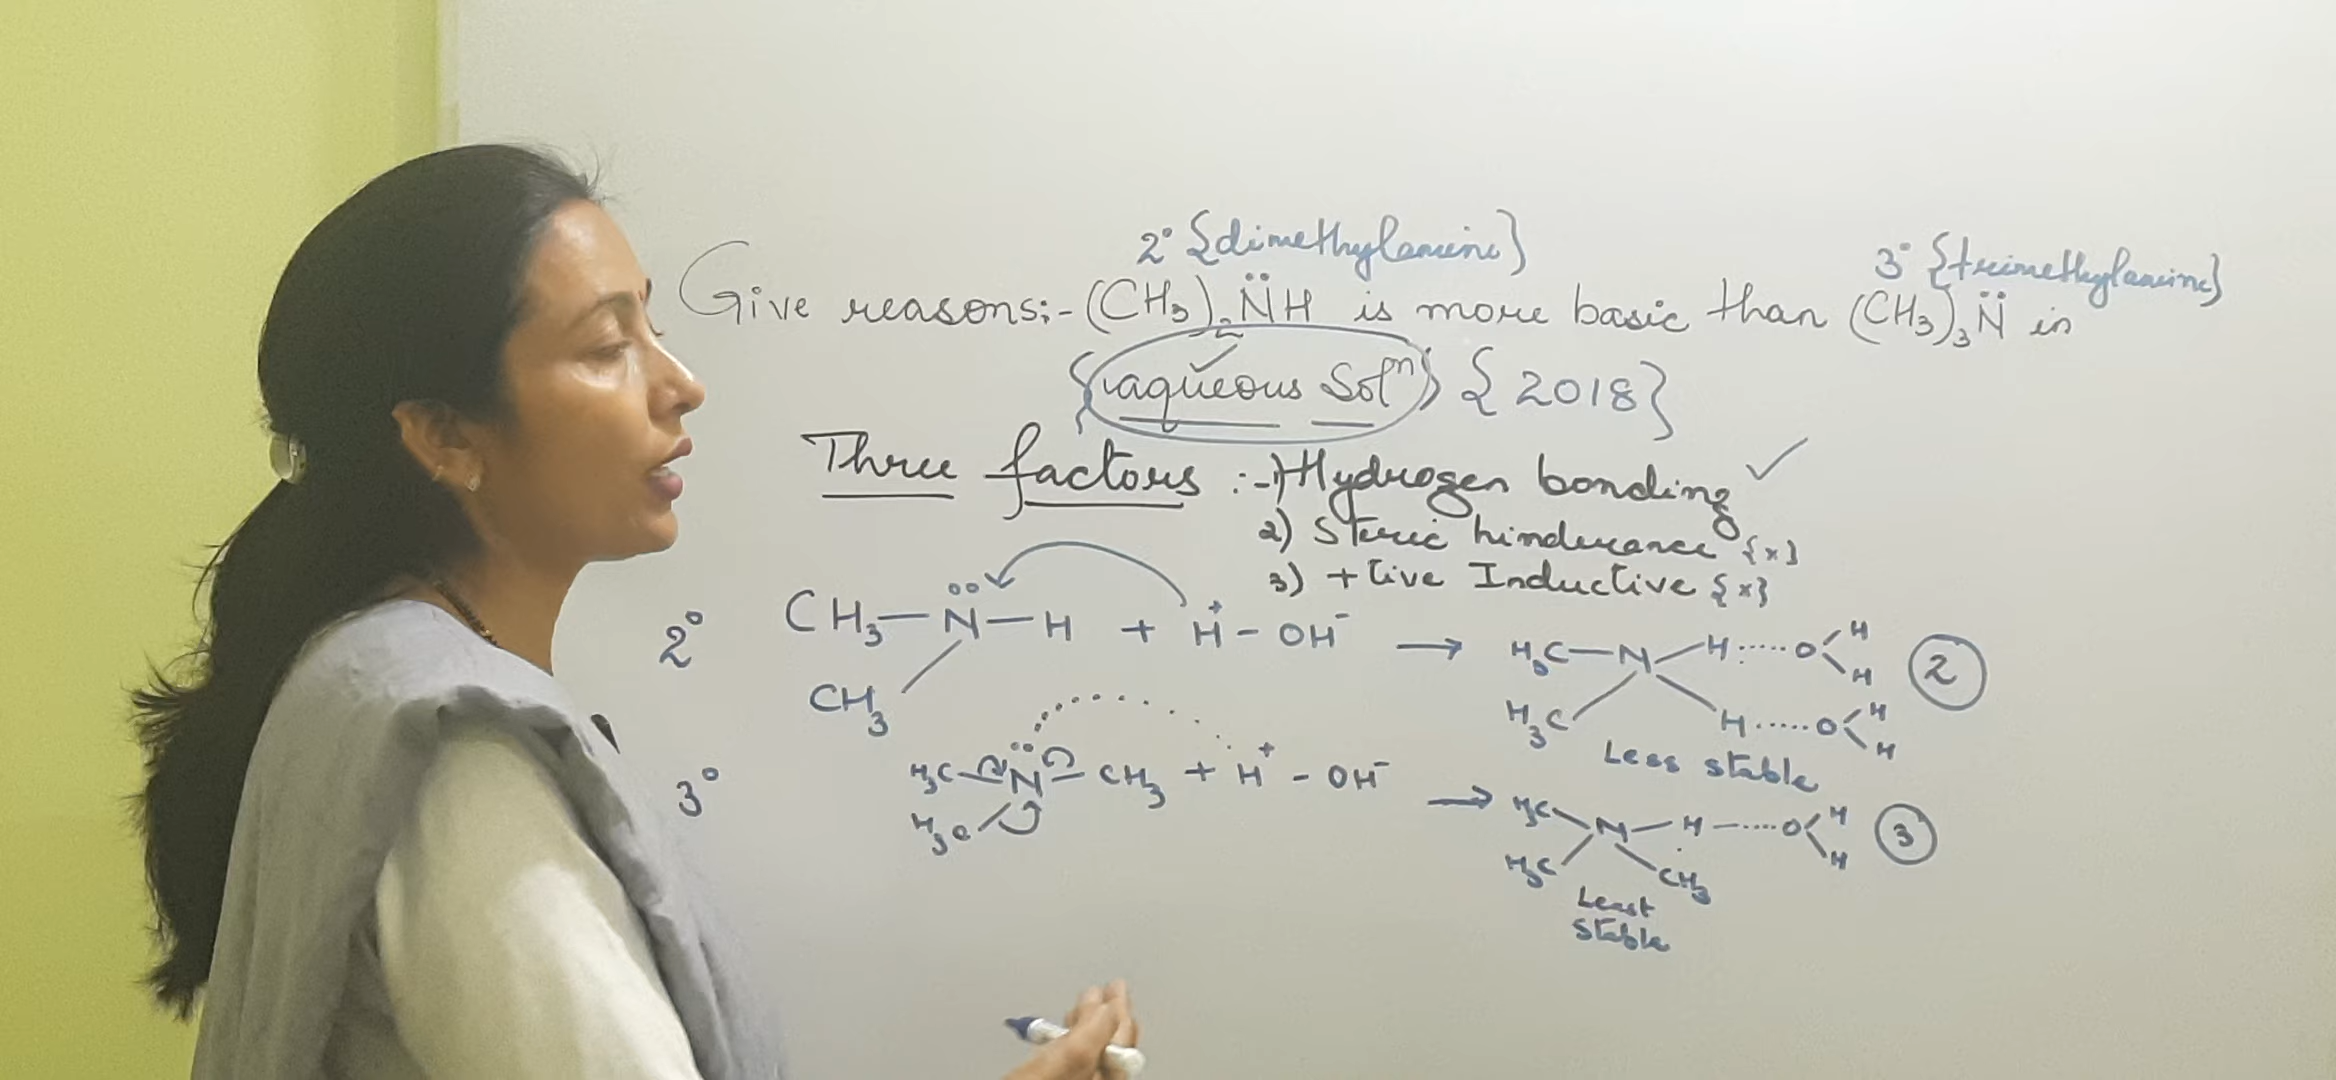 2° {dimethylamine}
3° {trimethylamine}
Give reasons:- (CH₃)₂N̈H is more basic than (CH₃)₃N̈ in
{aqueous Solⁿ} {2018}
Three factors :- 1) Hydrogen bonding ✓
2) Steric hinderance {x}
3) +tive Inductive {x}
2° CH₃—N̈—H + H⁺ - OH⁻ → H₃C—N—H ..... O H H ②
CH₃ H₃C H ..... O H H
Less stable
3° H₃C—N̈—CH₃ + H⁺ - OH⁻ → H₃C N—H —.... O H H ③
H₃C H₃C CH₃
Least
stable